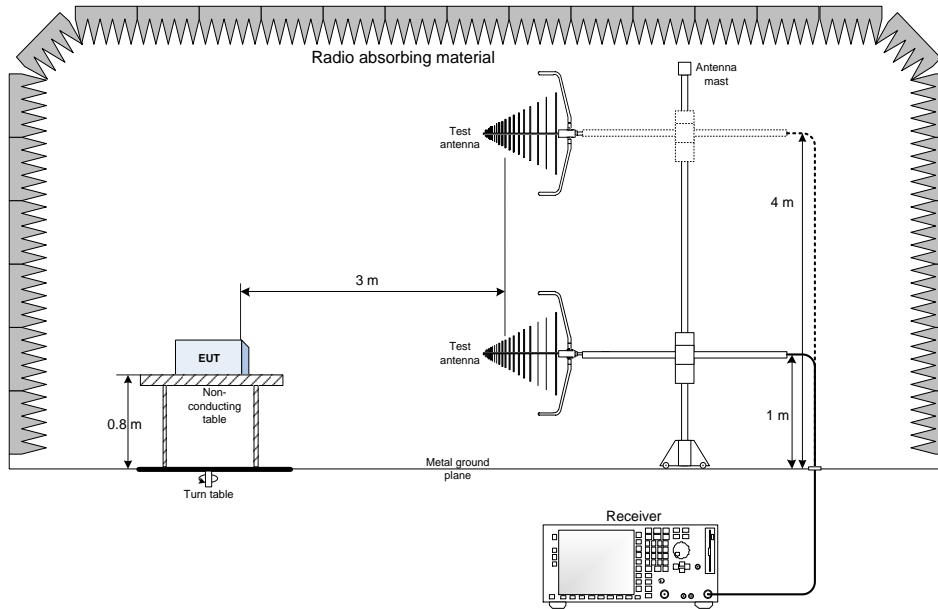 Radio absorbing material
Antenna
mast
Test
antenna
4 m
3 m
Test
antenna
EUT
Non-
conducting
table
0.8 m
1 m
Metal ground
plane
Turn table
Receiver